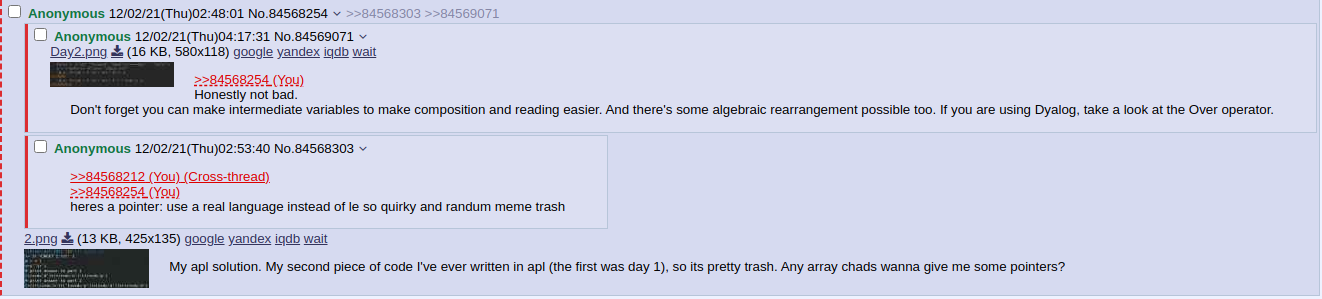 Anonymous 12/02/21(Thu)02:48:01 No.84568254 >>84568303 >>84569071
Anonymous 12/02/21(Thu)04:17:31 No.84569071
Day2.png (16 KB, 580x118) google yandex iqdb wait
>>84568254 (You)
Honestly not bad.
Don't forget you can make intermediate variables to make composition and reading easier. And there's some algebraic rearrangement possible too. If you are using Dyalog, take a look at the Over operator.
Anonymous 12/02/21(Thu)02:53:40 No.84568303
>>84568212 (You) (Cross-thread)
>>84568254 (You)
heres a pointer: use a real language instead of le so quirky and randum meme trash
2.png (13 KB, 425x135) google yandex iqdb wait
My apl solution. My second piece of code I've ever written in apl (the first was day 1), so its pretty trash. Any array chads wanna give me some pointers?